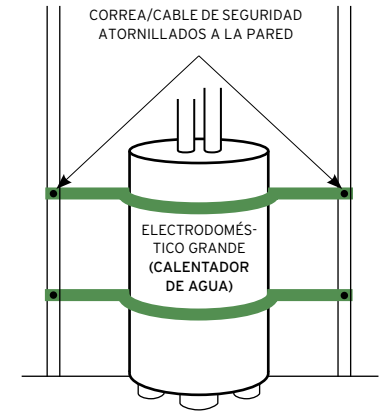 CORREA/CABLE DE SEGURIDAD
ATORNILLADOS A LA PARED
ELECTRODOMÉS-
TICO GRANDE
(CALENTADOR
DE AGUA)